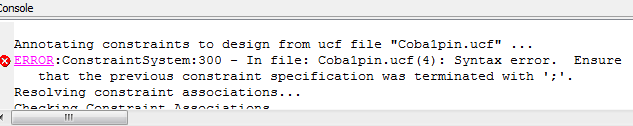 Console
Annotating constraints to design from ucf file "Coba1pin.ucf" ...
ERROR:ConstraintSystem:300 - In file: Coba1pin.ucf(4): Syntax error.  Ensure
that the previous constraint specification was terminated with ';'.
Resolving constraint associations...
Checking Constraint Associations